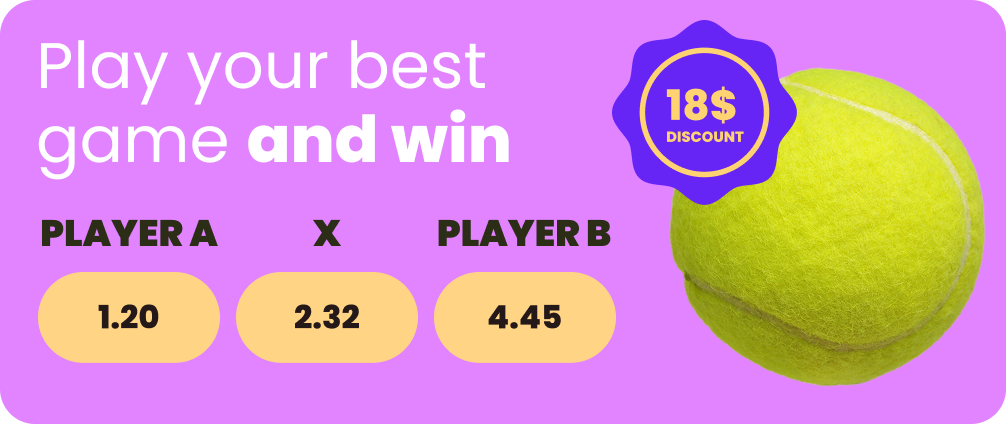 Play your best
game and win
18$
DISCOUNT
PLAYER A X PLAYER B
1.20 2.32 4.45